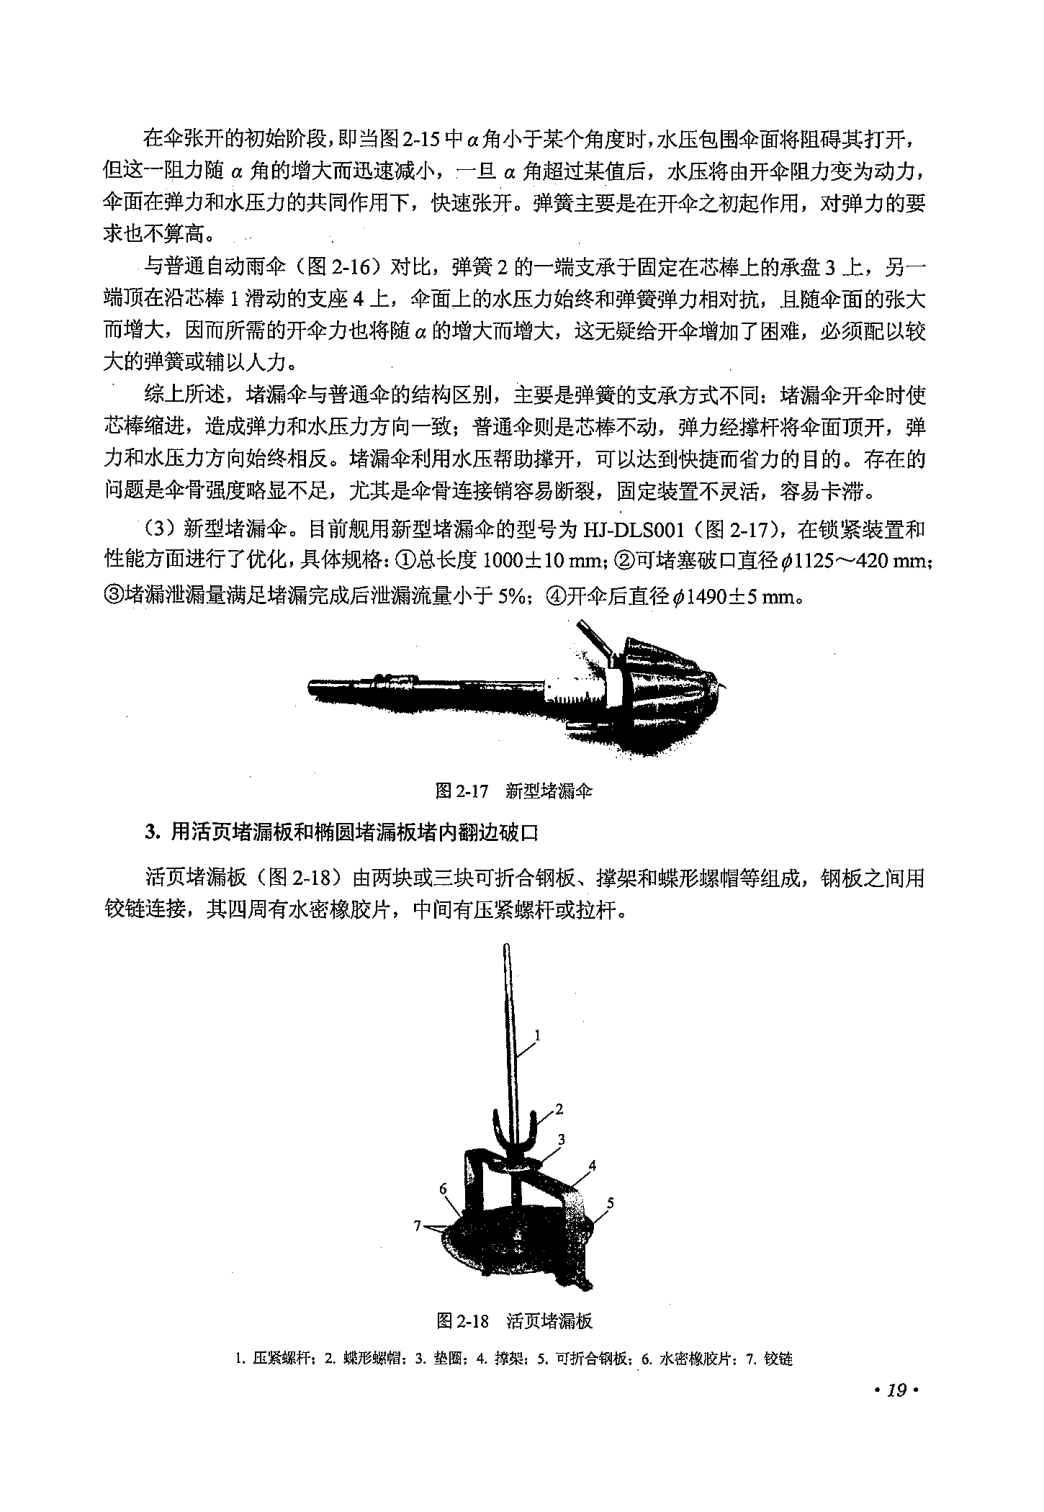 在伞张开的初始阶段，即当图2-15中α角小于某个角度时，水压包围伞面将阻碍其打开，
但这一阻力随 α 角的增大而迅速减小，一旦 α 角超过某值后，水压将由开伞阻力变为动力，
伞面在弹力和水压力的共同作用下，快速张开。弹簧主要是在开伞之初起作用，对弹力的要
求也不算高。
与普通自动雨伞（图 2-16）对比，弹簧 2 的一端支承于固定在芯棒上的承盘 3 上，另一
端顶在沿芯棒 1 滑动的支座 4 上，伞面上的水压力始终和弹簧弹力相对抗，且随伞面的张大
而增大，因而所需的开伞力也将随 α 的增大而增大，这无疑给开伞增加了困难，必须配以较
大的弹簧或辅以人力。
综上所述，堵漏伞与普通伞的结构区别，主要是弹簧的支承方式不同：堵漏伞开伞时使
芯棒缩进，造成弹力和水压力方向一致；普通伞则是芯棒不动，弹力经撑杆将伞面顶开，弹
力和水压力方向始终相反。堵漏伞利用水压帮助撑开，可以达到快捷而省力的目的。存在的
问题是伞骨强度略显不足，尤其是伞骨连接销容易断裂，固定装置不灵活，容易卡滞。
（3）新型堵漏伞。目前舰用新型堵漏伞的型号为 HJ-DLS001（图 2-17），在锁紧装置和
性能方面进行了优化，具体规格：①总长度 1000±10 mm；②可堵塞破口直径ϕ1125～420 mm；
③堵漏泄漏量满足堵漏完成后泄漏流量小于 5%；④开伞后直径ϕ1490±5 mm。
图 2-17 新型堵漏伞
3. 用活页堵漏板和椭圆堵漏板堵内翻边破口
活页堵漏板（图 2-18）由两块或三块可折合钢板、撑架和蝶形螺帽等组成，钢板之间用
铰链连接，其四周有水密橡胶片，中间有压紧螺杆或拉杆。
1
2
3
4
5
6
7
图 2-18 活页堵漏板
1. 压紧螺杆；2. 蝶形螺帽；3. 垫圈；4. 撑架；5. 可折合钢板；6. 水密橡胶片；7. 铰链
·19·